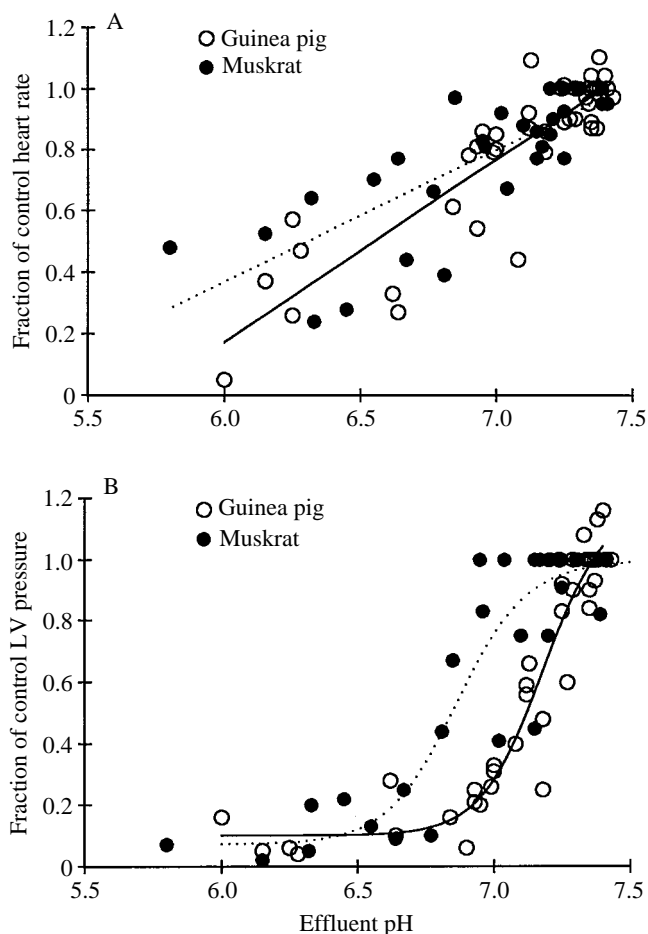 A
Guinea pig
Muskrat
Fraction of control heart rate
1.2
1.0
0.8
0.6
0.4
0.2
0
5.5 6.0 6.5 7.0 7.5
B
Guinea pig
Muskrat
Fraction of control LV pressure
1.2
1.0
0.8
0.6
0.4
0.2
0
5.5 6.0 6.5 7.0 7.5
Effluent pH